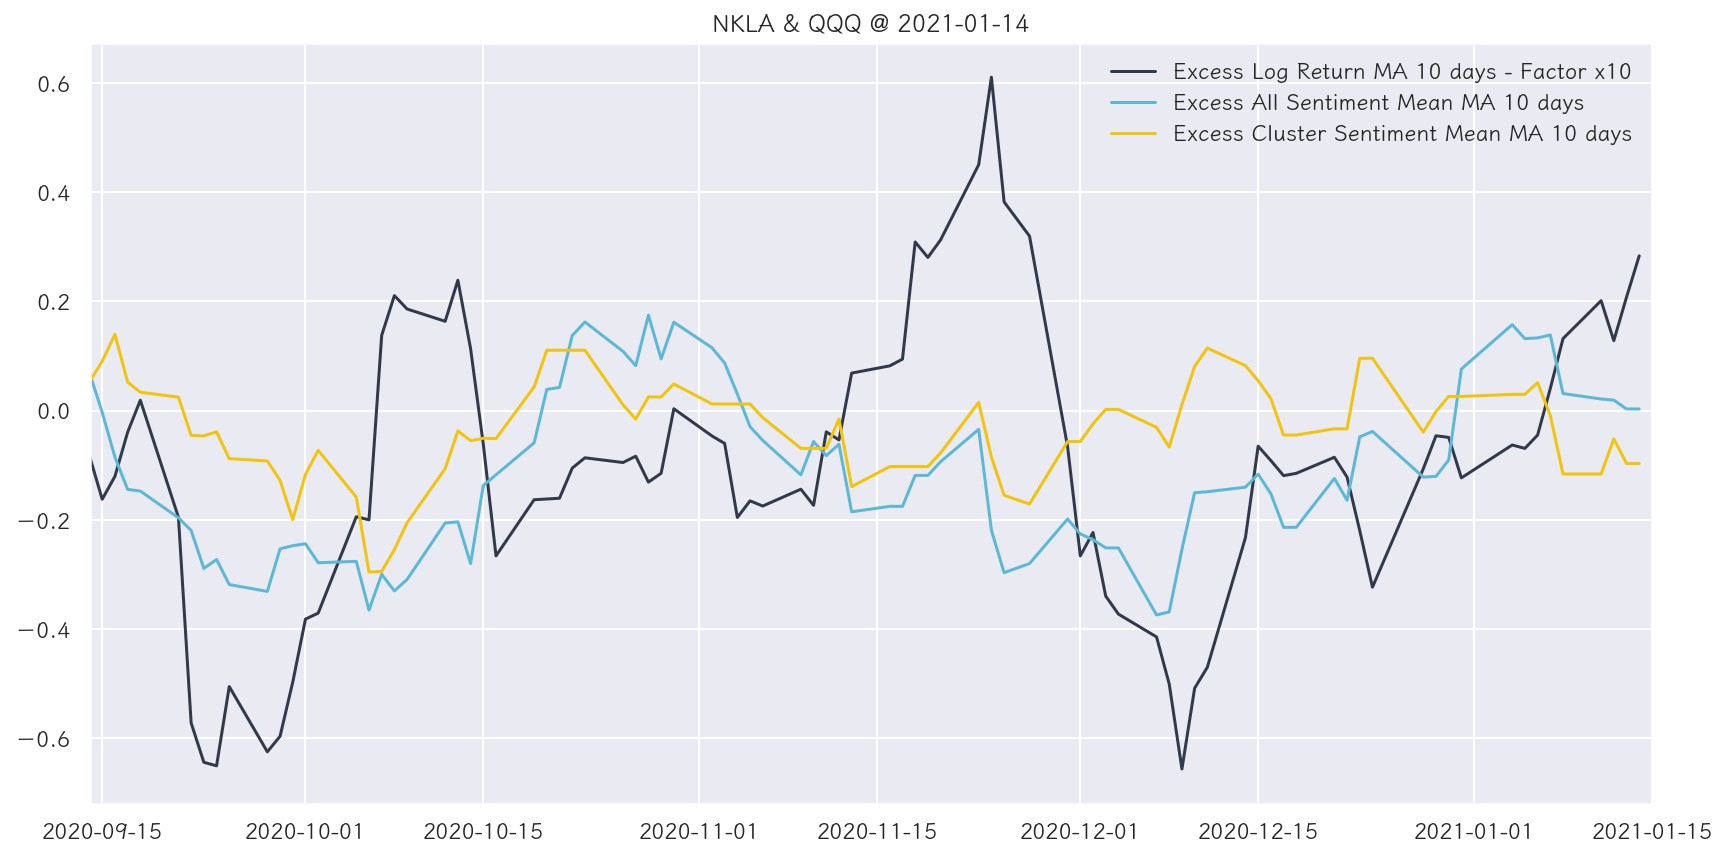 NKLA & QQQ @ 2021-01-14
Excess Log Return MA 10 days - Factor x10
Excess All Sentiment Mean MA 10 days
Excess Cluster Sentiment Mean MA 10 days
0.6
0.4
0.2
0.0
−0.2
−0.4
−0.6
2020-09-15 2020-10-01 2020-10-15 2020-11-01 2020-11-15 2020-12-01 2020-12-15 2021-01-01 2021-01-15